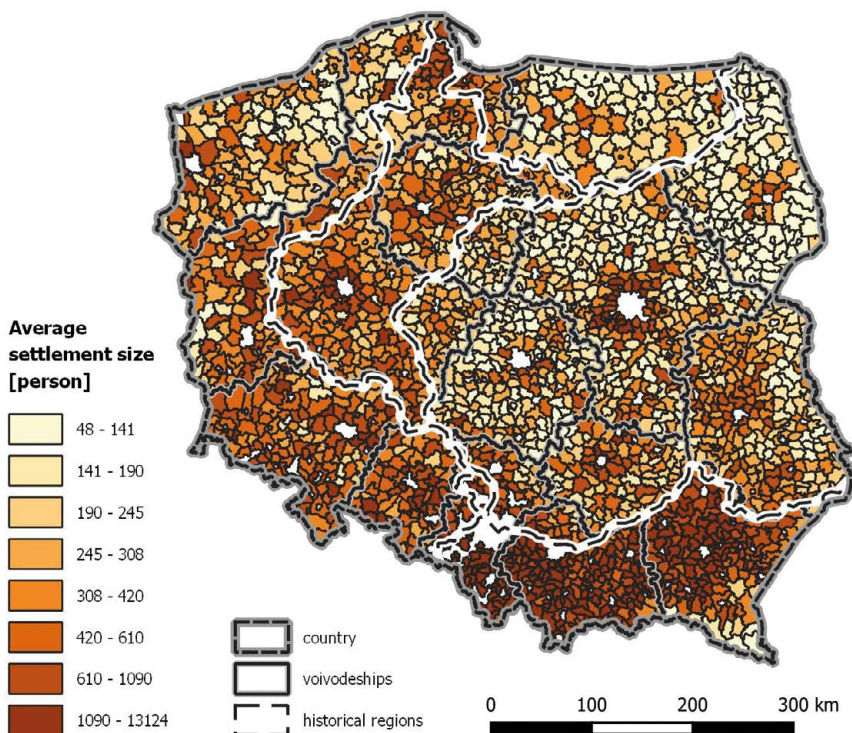 Average
settlement size
[person]
48 - 141
141 - 190
190 - 245
245 - 308
308 - 420
420 - 610
610 - 1090
1090 - 13124
country
voivodeships
historical regions
0 100 200 300 km